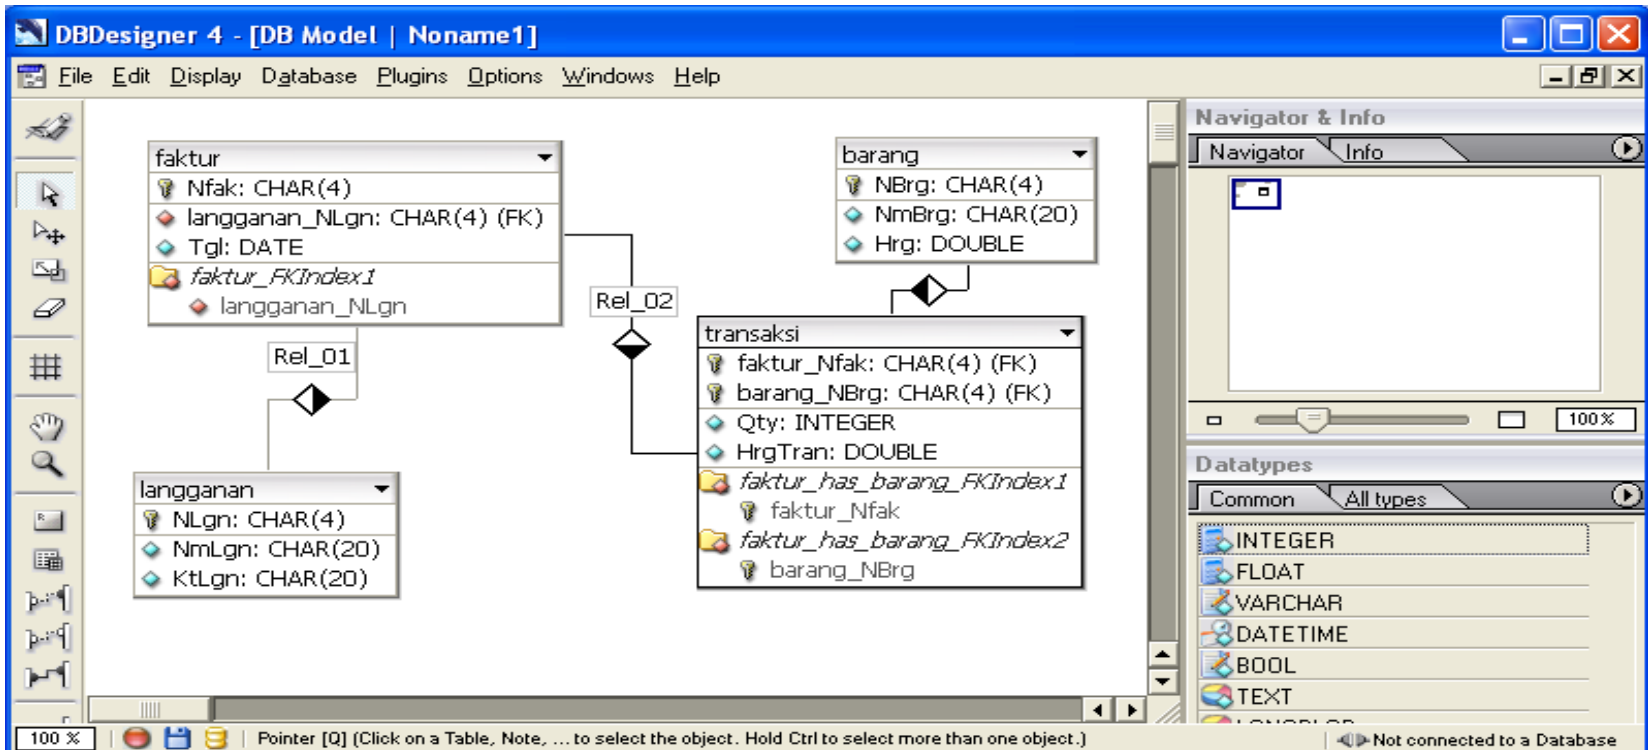 DBDesigner 4 - [DB Model | Noname1]
File Edit Display Database Plugins Options Windows Help
faktur
Nfak: CHAR(4)
langganan_NLgn: CHAR(4) (FK)
Tgl: DATE
faktur_FKIndex1
langganan_NLgn
Rel_01
langganan
NLgn: CHAR(4)
NmLgn: CHAR(20)
KtLgn: CHAR(20)
Rel_02
barang
NBrg: CHAR(4)
NmBrg: CHAR(20)
Hrg: DOUBLE
transaksi
faktur_Nfak: CHAR(4) (FK)
barang_NBrg: CHAR(4) (FK)
Qty: INTEGER
HrgTran: DOUBLE
faktur_has_barang_FKIndex1
faktur_Nfak
faktur_has_barang_FKIndex2
barang_NBrg
Navigator & Info
Navigator Info
100%
Datatypes
Common All types
INTEGER
FLOAT
VARCHAR
DATETIME
BOOL
TEXT
100 % Pointer [Q] (Click on a Table, Note, ... to select the object. Hold Ctrl to select more than one object.) Not connected to a Database